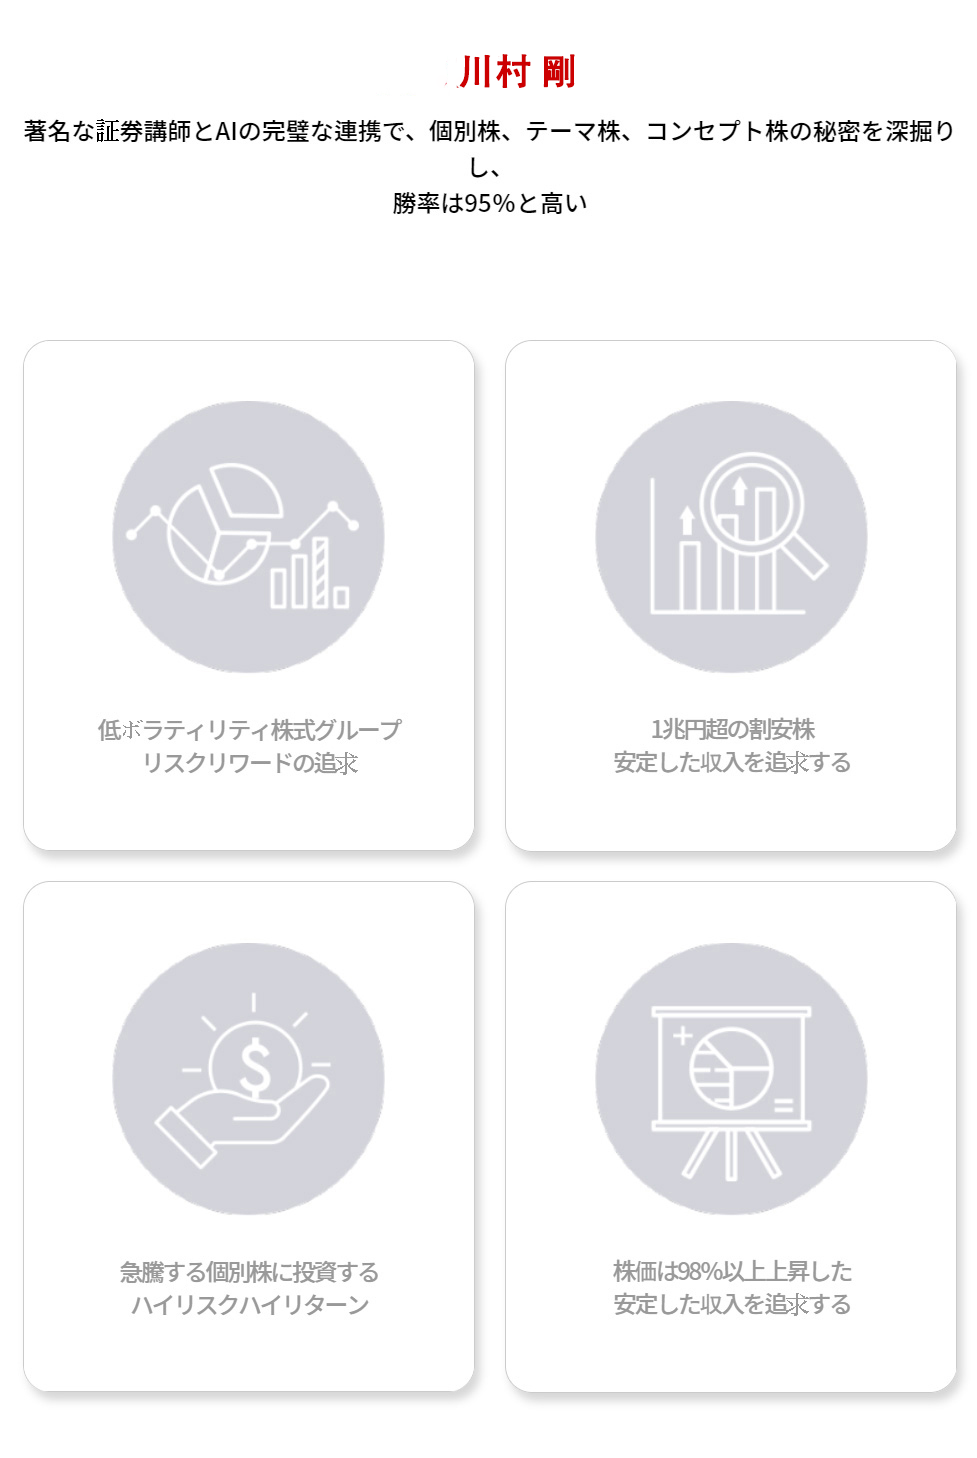 川村 剛
著名な証券講師とAIの完璧な連携で、個別株、テーマ株、コンセプト株の秘密を深掘り
し、
勝率は95%と高い
低ボラティリティ株式グループ
リスクリワードの追求
1兆円超の割安株
安定した収入を追求する
急騰する個別株に投資する
ハイリスクハイリターン
株価は98%以上上昇した
安定した収入を追求する